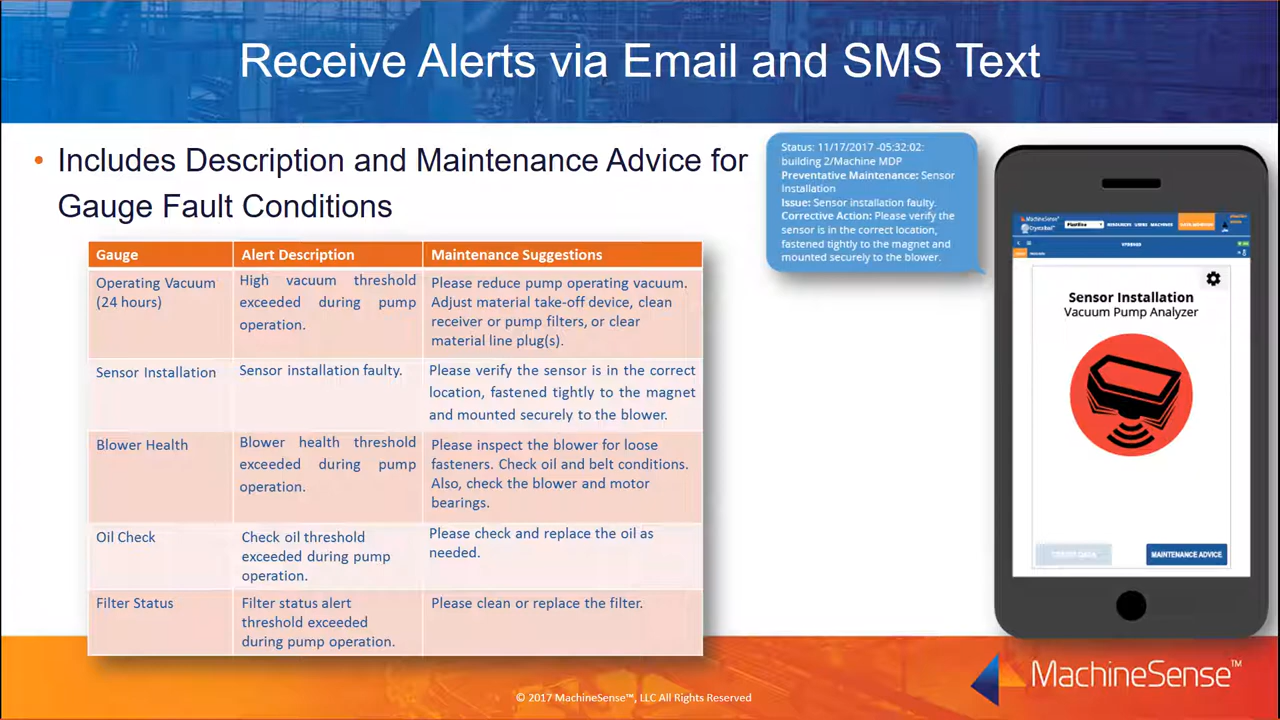 Receive Alerts via Email and SMS Text
• Includes Description and Maintenance Advice for
Gauge Fault Conditions
Gauge Alert Description Maintenance Suggestions
Operating Vacuum
(24 hours)
High vacuum threshold
exceeded during pump
operation.
Please reduce pump operating vacuum.
Adjust material take-off device, clean
receiver or pump filters, or clear
material line plug(s).
Sensor Installation
Sensor installation faulty.
Please verify the sensor is in the correct
location, fastened tightly to the magnet
and mounted securely to the blower.
Blower Health
Blower health threshold
exceeded during pump
operation.
Please inspect the blower for loose
fasteners. Check oil and belt conditions.
Also, check the blower and motor
bearings.
Oil Check
Check oil threshold
exceeded during pump
operation.
Please check and replace the oil as
needed.
Filter Status
Filter status alert
threshold exceeded
during pump operation.
Please clean or replace the filter.
Status: 11/17/2017 -05:32:02:
building 2/Machine MDP
Preventative Maintenance: Sensor
Installation
Issue: Sensor installation faulty.
Corrective Action: Please verify the
sensor is in the correct location,
fastened tightly to the magnet and
mounted securely to the blower.
MachineSense
RESOURCES USERS MACHINES
Sensor Installation
Vacuum Pump Analyzer
MAINTENANCE ADVICE
MachineSense™
© 2017 MachineSense™, LLC All Rights Reserved